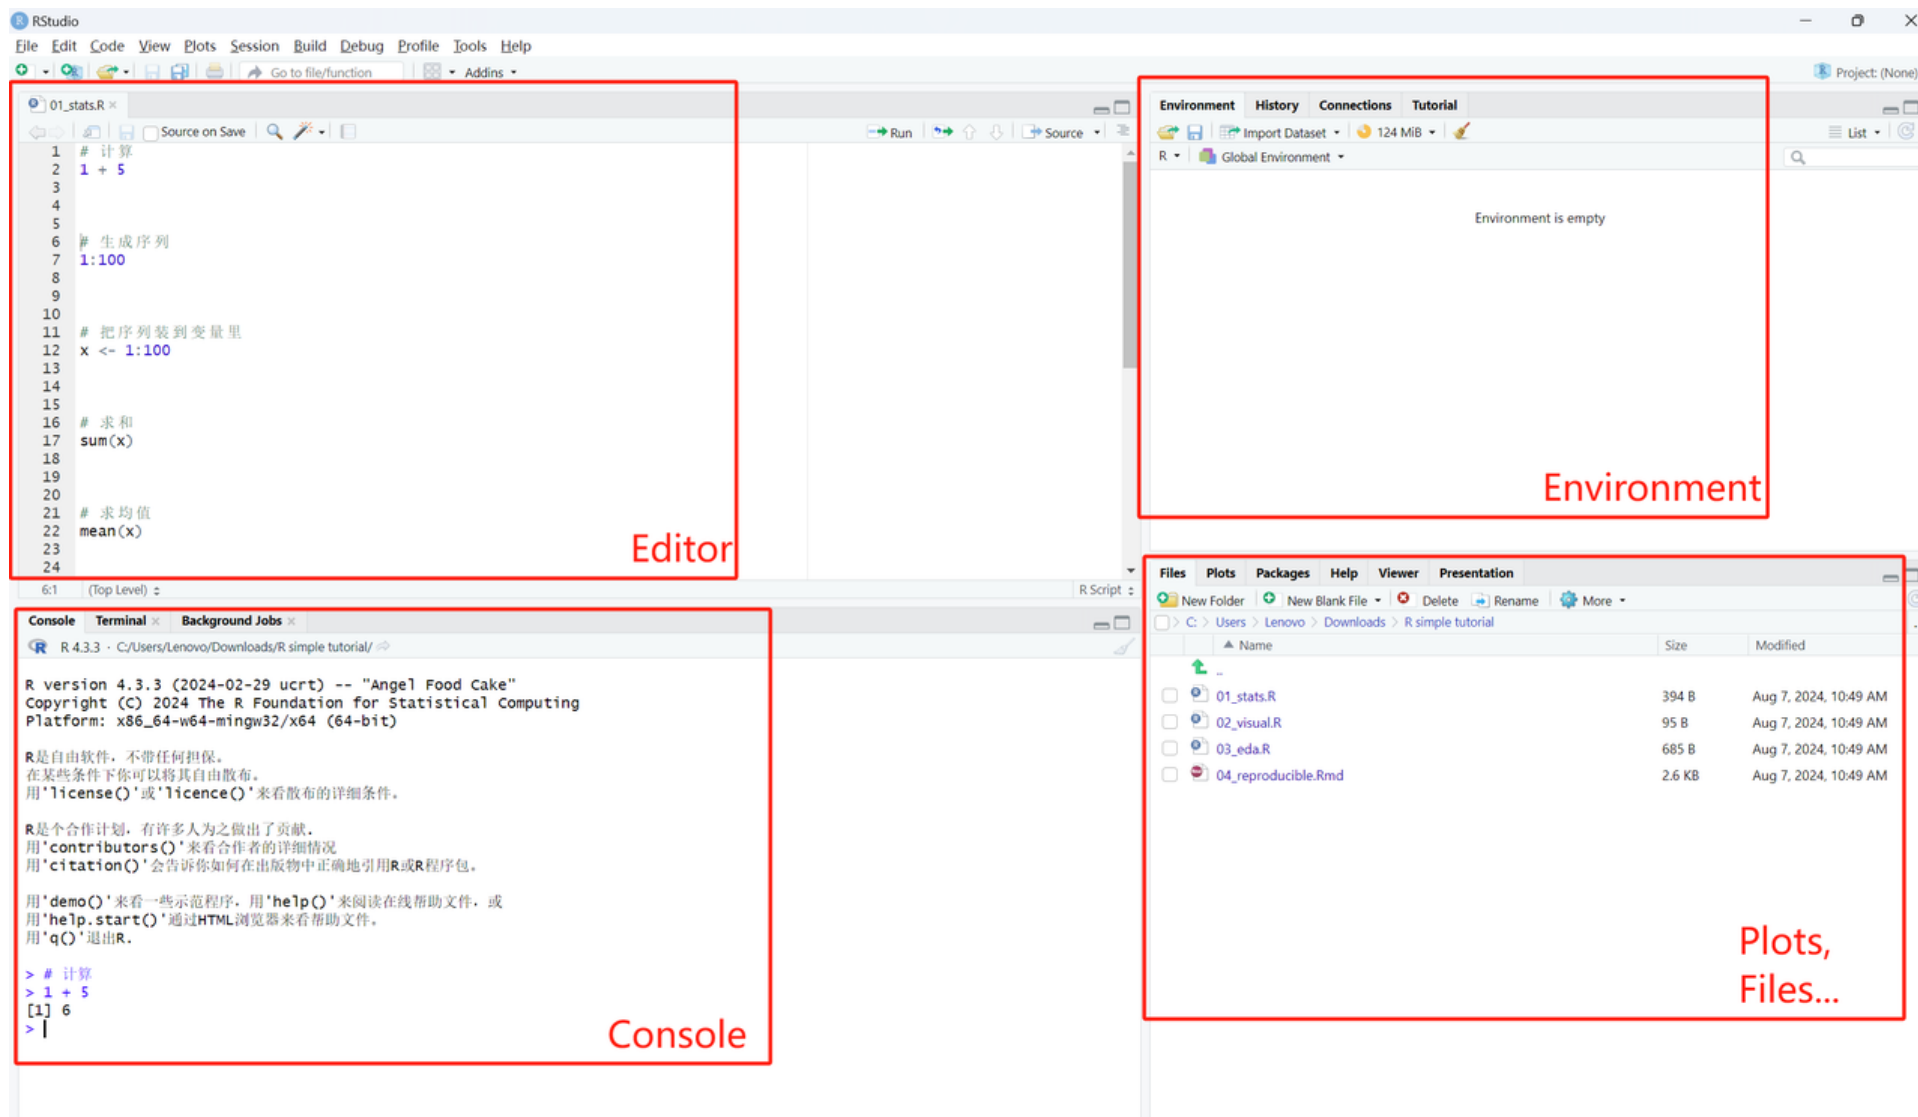 RStudio
File Edit Code View Plots Session Build Debug Profile Tools Help
Go to file/function Addins
Project: (None)
01_stats.R
Source on Save Run Source
1 # 计算
2 1 + 5
3
4
5
6 # 生成序列
7 1:100
8
9
10
11 # 把序列装到变量里
12 x <- 1:100
13
14
15
16 # 求和
17 sum(x)
18
19
20
21 # 求均值
22 mean(x)
23
24
Editor
6:1 (Top Level) R Script
Console Terminal Background Jobs
R 4.3.3 · C:/Users/Lenovo/Downloads/R simple tutorial/
R version 4.3.3 (2024-02-29 ucrt) -- "Angel Food Cake"
Copyright (C) 2024 The R Foundation for Statistical Computing
Platform: x86_64-w64-mingw32/x64 (64-bit)
R是自由软件，不带任何担保。
在某些条件下你可以将其自由散布。
用'license()'或'licence()'来看散布的详细条件。
R是个合作计划，有许多人为之做出了贡献.
用'contributors()'来看合作者的详细情况
用'citation()'会告诉你如何在出版物中正确地引用R或R程序包。
用'demo()'来看一些示范程序，用'help()'来阅读在线帮助文件，或
用'help.start()'通过HTML浏览器来看帮助文件。
用'q()'退出R.
> # 计算
> 1 + 5
[1] 6
>
Console
Environment History Connections Tutorial
Import Dataset 124 MiB List
R Global Environment
Environment is empty
Environment
Files Plots Packages Help Viewer Presentation
New Folder New Blank File Delete Rename More
C: > Users > Lenovo > Downloads > R simple tutorial
Name Size Modified
..
01_stats.R 394 B Aug 7, 2024, 10:49 AM
02_visual.R 95 B Aug 7, 2024, 10:49 AM
03_eda.R 685 B Aug 7, 2024, 10:49 AM
04_reproducible.Rmd 2.6 KB Aug 7, 2024, 10:49 AM
Plots,
Files...